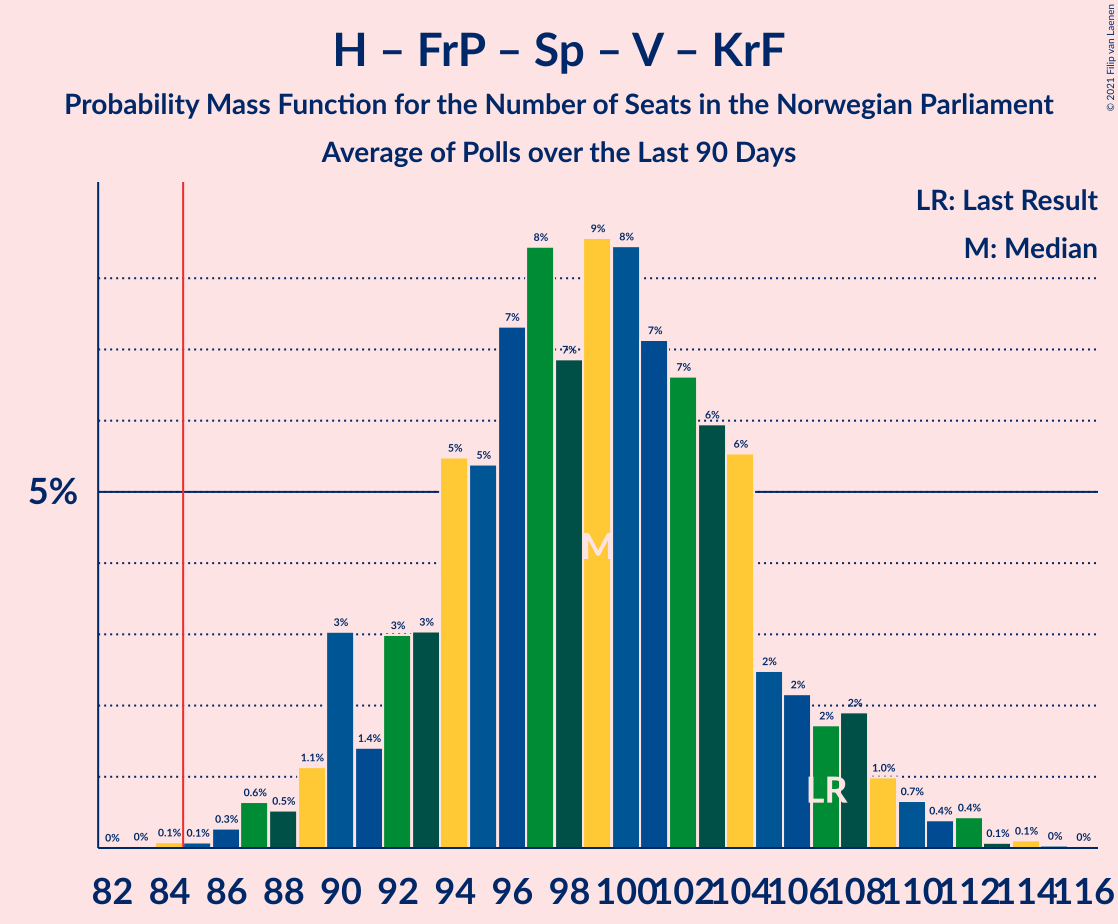 H – FrP – Sp – V – KrF
Probability Mass Function for the Number of Seats in the Norwegian Parliament
Average of Polls over the Last 90 Days
© 2021 Filip van Laenen
LR: Last Result
M: Median
5%
0% 0% 0.1% 0.1% 0.3% 0.6% 0.5% 1.1% 3% 1.4% 3% 3% 5% 5% 7% 8% 7% 9% 8% 7% 7% 6% 6% 2% 2% 2% 2% 1.0% 0.7% 0.4% 0.4% 0.1% 0.1% 0% 0%
M
LR
82 84 86 88 90 92 94 96 98 100 102 104 106 108 110 112 114 116